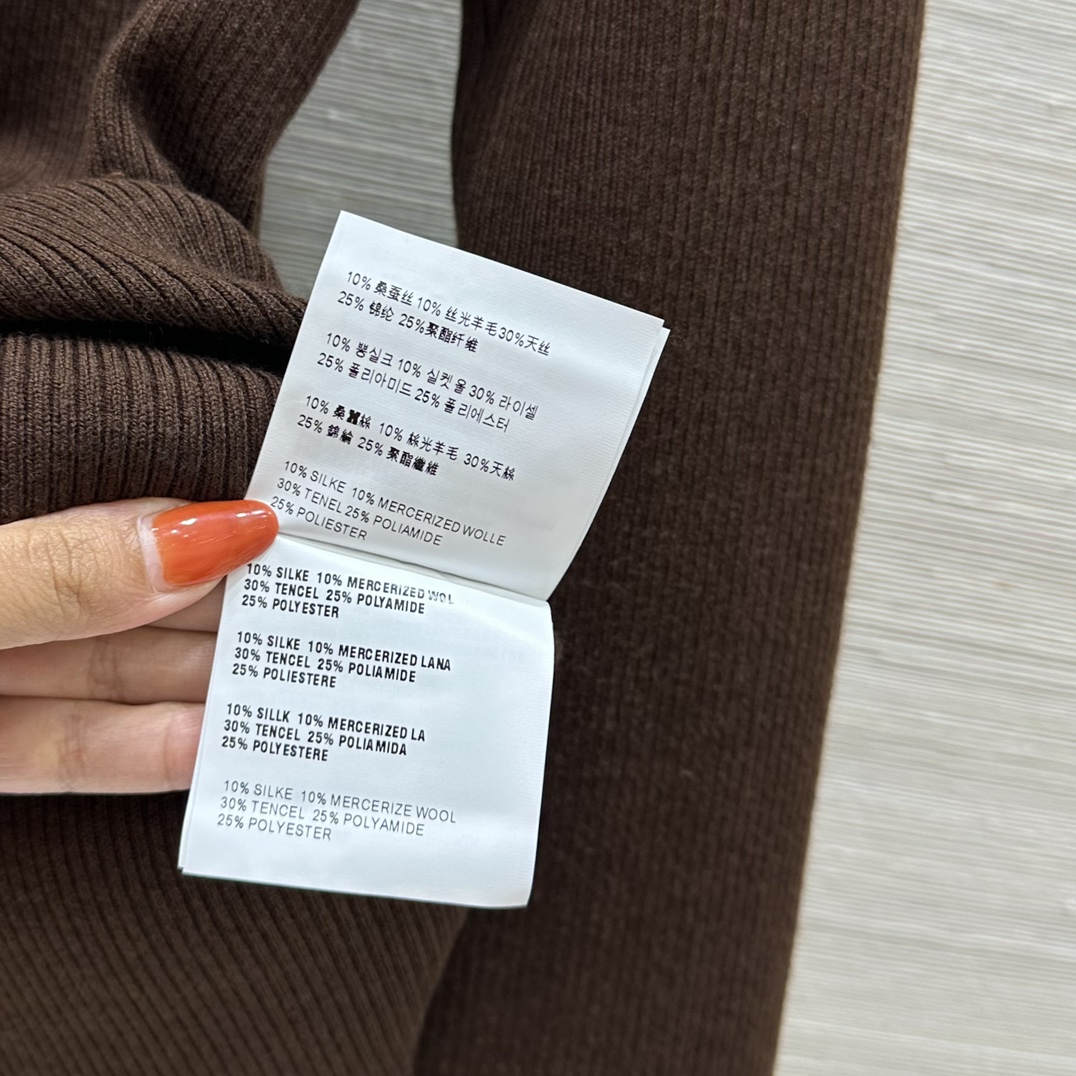 10% 桑蚕丝 10% 丝光羊毛30%天丝
25% 锦纶 25%聚酯纤维
10% 뽕실크 10% 실켓 울 30% 라이셀
25% 폴리아미드 25% 폴리에스터
10% 桑蠶絲 10% 絲光羊毛 30%天絲
25% 錦綸 25% 聚酯纖維
10% SILKE 10% MERCERIZED WOLLE
30% TENEL 25% POLIAMIDE
25% POLIESTER
10% SILKE 10% MERCERIZED WOL
30% TENCEL 25% POLYAMIDE
25% POLYESTER
10% SILKE 10% MERCERIZED LANA
30% TENCEL 25% POLIAMIDE
25% POLIESTERE
10% SILLK 10% MERCERIZED LA
30% TENCEL 25% POLIAMIDA
25% POLYESTERE
10% SILKE 10% MERCERIZE WOOL
30% TENCEL 25% POLYAMIDE
25% POLYESTER